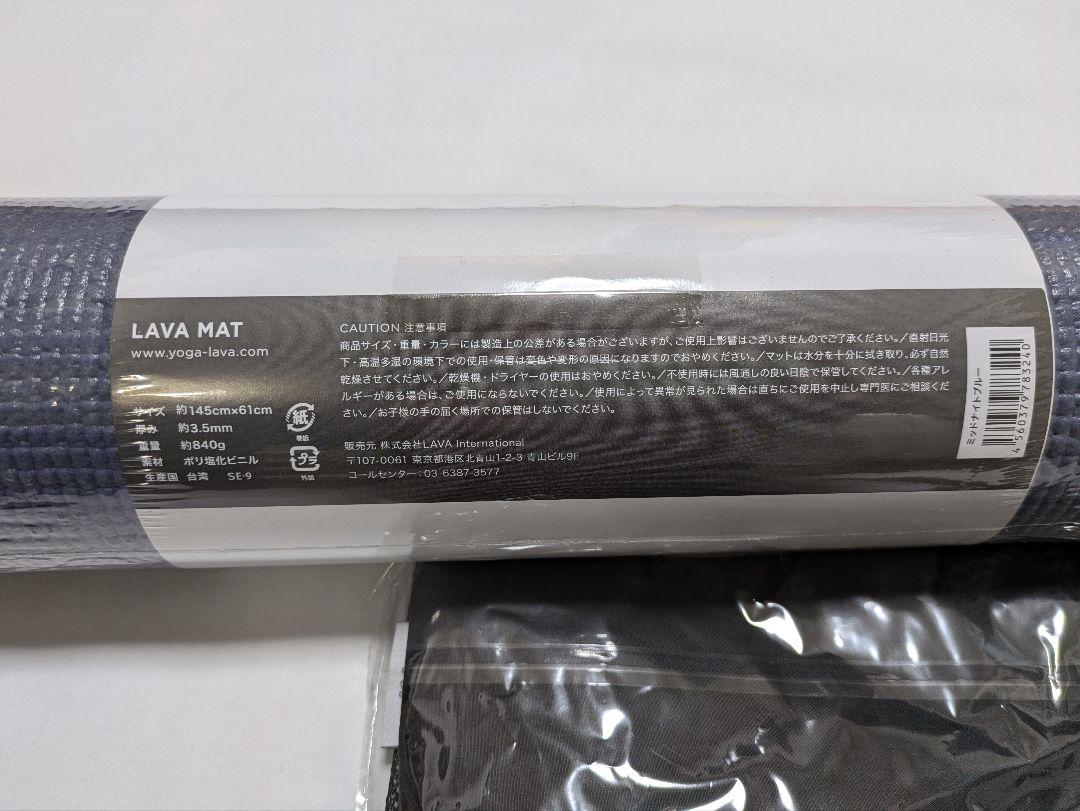 LAVA MAT
www.yoga-lava.com
サイズ 約145cm×61cm
厚み 約3.5mm
重量 約840g
素材 ポリ塩化ビニル
生産国 台湾 SE-9
紙
巻紙
プラ
外装
CAUTION 注意事項
商品サイズ・重量・カラーには製造上の公差がある場合がございますが、ご使用上影響はございませんのでご了承ください。／直射日光
下・高温多湿の環境下での使用・保管は変色や変形の原因になりますのでおやめください。／マットは水分を十分に拭き取り、必ず自然
乾燥させてください。／乾燥機・ドライヤーの使用はおやめください。／不使用時には風通しの良い日陰で保管してください。／各種アレ
ルギーがある場合は、ご使用にならないでください。／使用によって異常が見られた場合は直ちにご使用を中止し専門医にご相談くだ
さい。／お子様の手の届く場所での保管はしないでください。
販売元 株式会社LAVA International
〒107-0061 東京都港区北青山1-2-3 青山ビル9F
コールセンター：03-6387-3577
ミッドナイトブルー
4 560379 783240